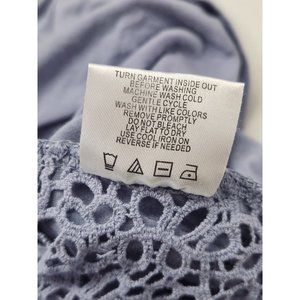 TURN GARMENT INSIDE OUT
BEFORE WASHING
MACHINE WASH COLD
GENTLE CYCLE
WASH WITH LIKE COLORS
REMOVE PROMPTLY
DO NOT BLEACH
LAY FLAT TO DRY
USE COOL IRON ON
REVERSE IF NEEDED